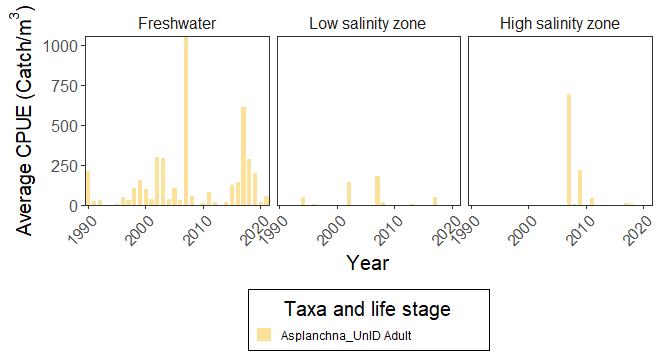 Freshwater Low salinity zone High salinity zone
Average CPUE (Catch/m³)
1000
750
500
250
0
1990 2000 2010 2020 1990 2000 2010 2020 1990 2000 2010 2020
Year
Taxa and life stage
Asplanchna_UnID Adult